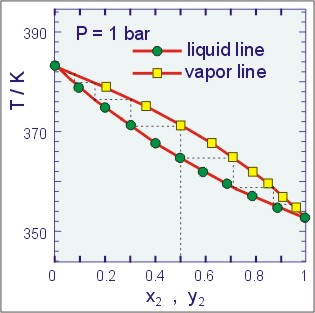 390
P = 1 bar
liquid line
vapor line
T / K
370
350
0
0.2
0.4
0.6
0.8
1
x2 , y2